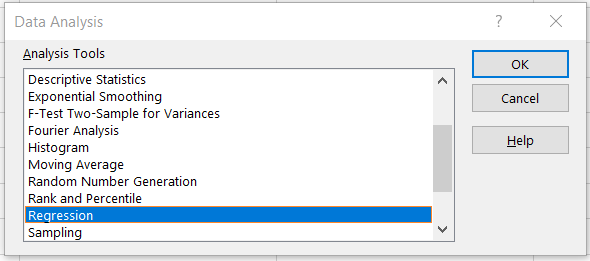 Data Analysis
?
Analysis Tools
Descriptive Statistics
Exponential Smoothing
F-Test Two-Sample for Variances
Fourier Analysis
Histogram
Moving Average
Random Number Generation
Rank and Percentile
Regression
Sampling
OK
Cancel
Help